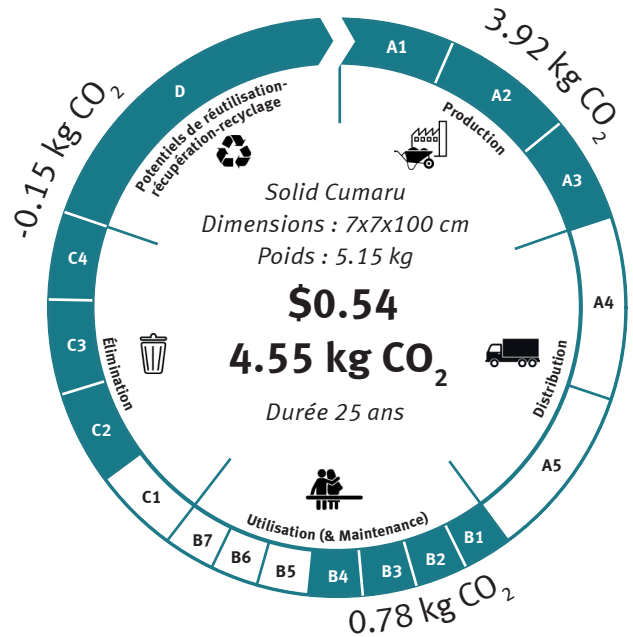 A1
A2
A3
3.92 kg CO2
Production
A4
A5
Distribution
B1
B2
B3
B4
B5
B6
B7
0.78 kg CO2
Utilisation (& Maintenance)
C1
C2
C3
C4
Élimination
D
-0.15 kg CO2
Potentiels de réutilisation-
récupération-recyclage
Solid Cumaru
Dimensions : 7x7x100 cm
Poids : 5.15 kg
$0.54
4.55 kg CO2
Durée 25 ans